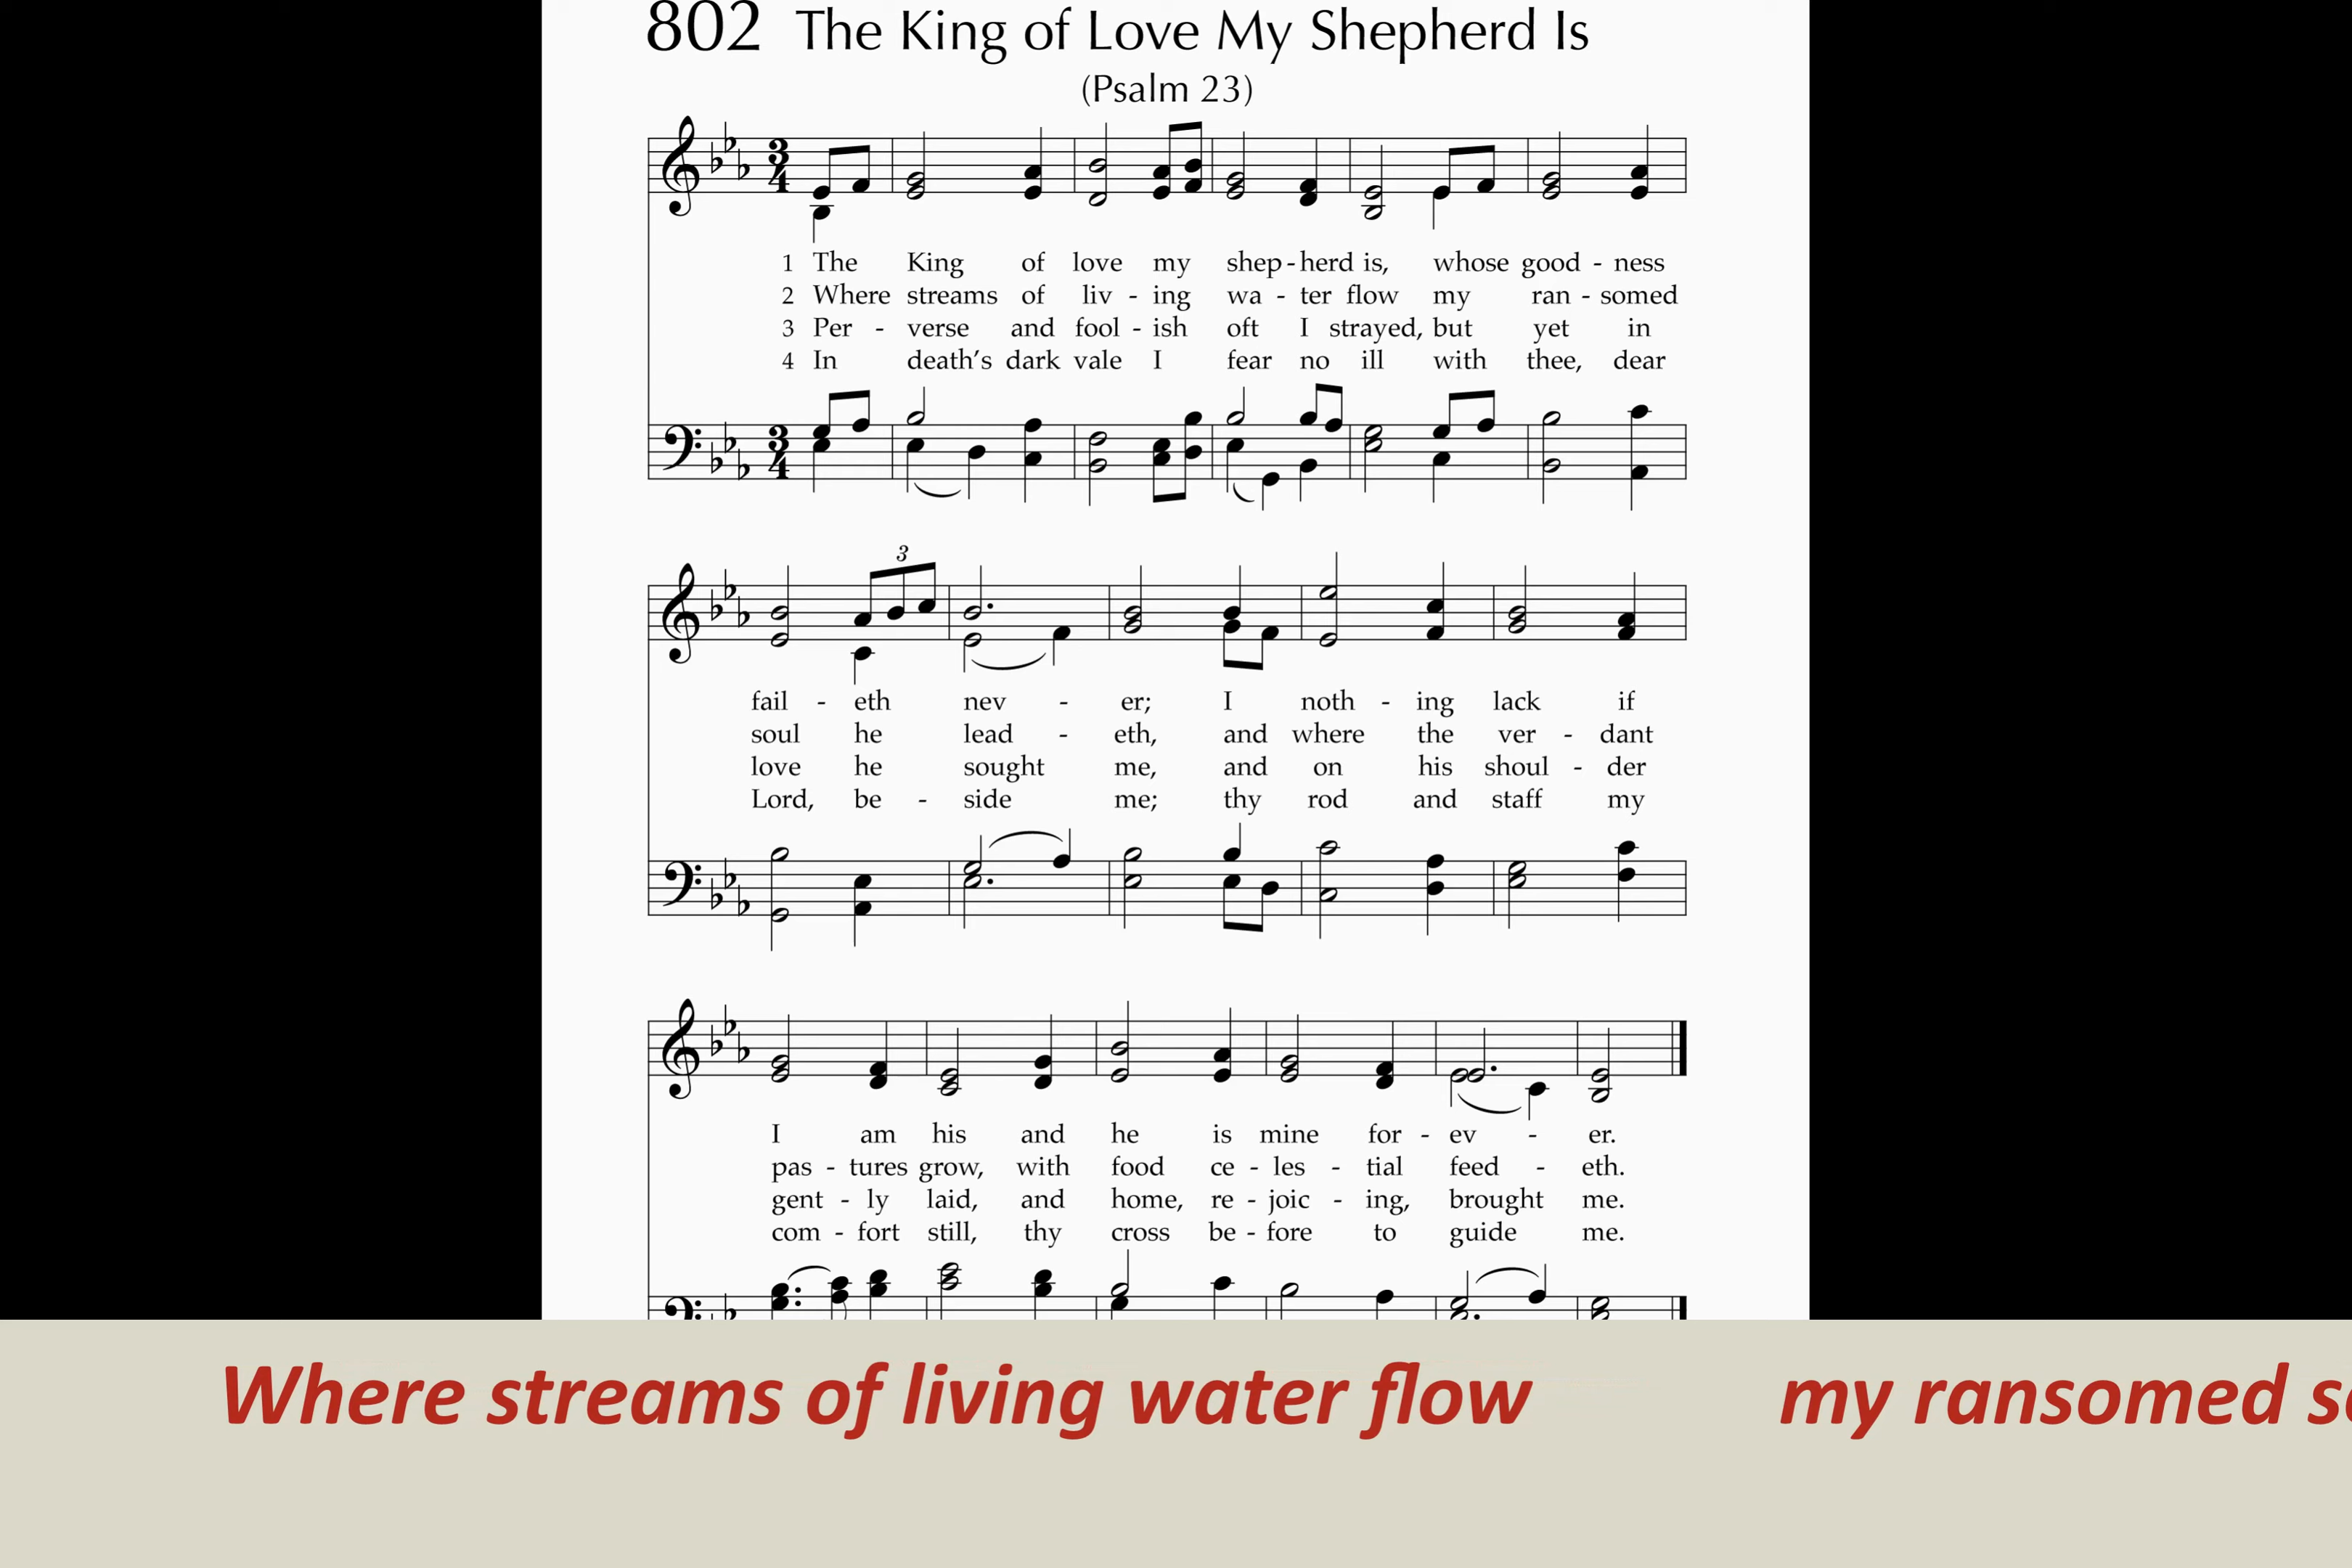 802 The King of Love My Shepherd Is
(Psalm 23)
1 The King of love my shep - herd is, whose good - ness
2 Where streams of liv - ing wa - ter flow my ran - somed
3 Per - verse and fool - ish oft I strayed, but yet in
4 In death's dark vale I fear no ill with thee, dear
3
fail - eth nev - er; I noth - ing lack if
soul he lead - eth, and where the ver - dant
love he sought me, and on his shoul - der
Lord, be - side me; thy rod and staff my
I am his and he is mine for - ev - er.
pas - tures grow, with food ce - les - tial feed - eth.
gent - ly laid, and home, re - joic - ing, brought me.
com - fort still, thy cross be - fore to guide me.
Where streams of living water flow my ransomed